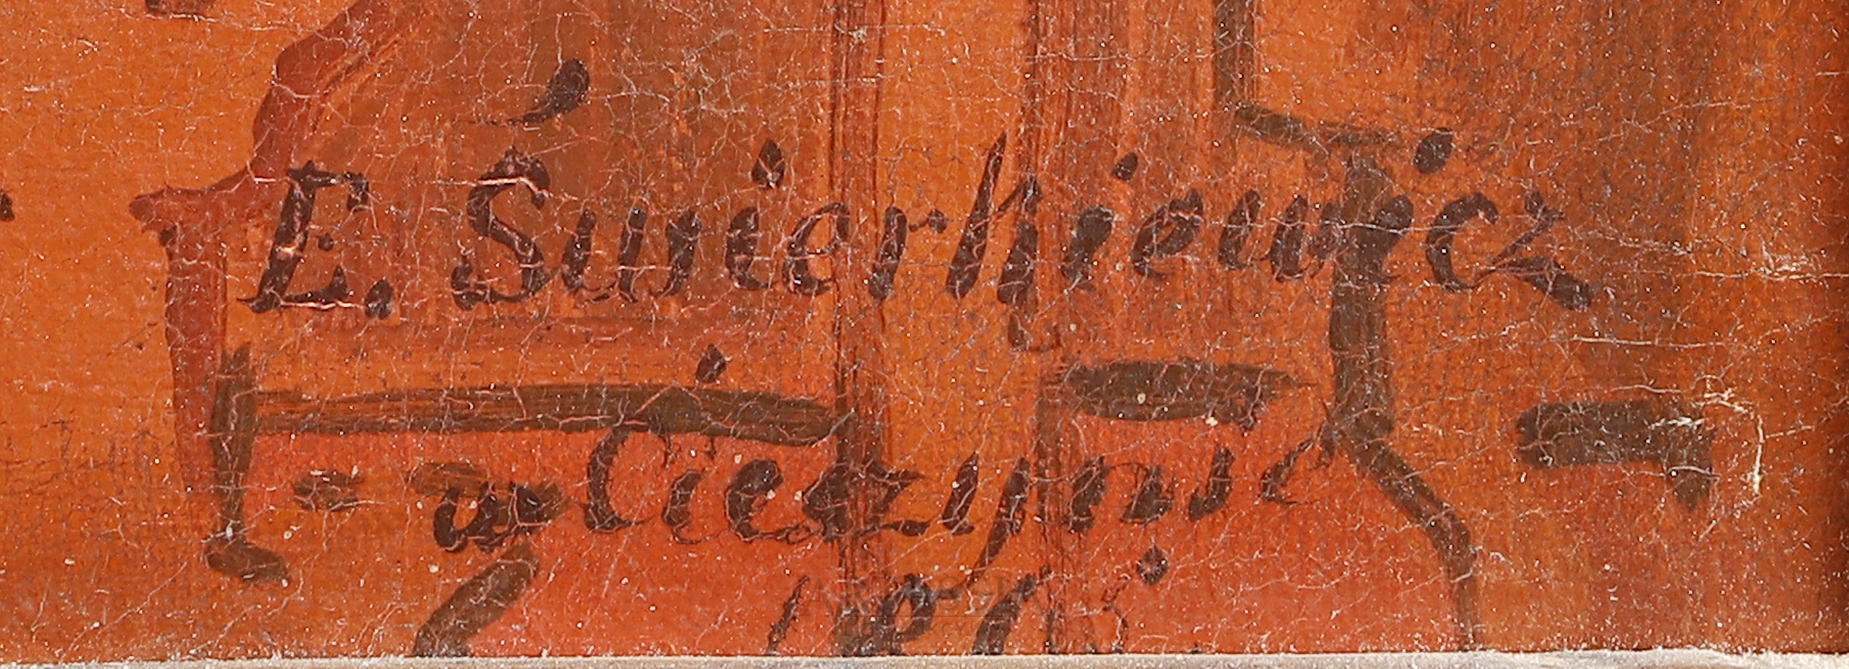 E. Świerkiewicz
w Cieszynie